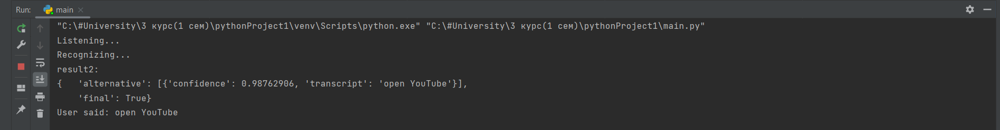 Run: main
"C:\#University\3 курс(1 сем)\pythonProject1\venv\Scripts\python.exe" "C:\#University\3 курс(1 сем)\pythonProject1\main.py"
Listening...
Recognizing...
result2:
{   'alternative': [{'confidence': 0.98762906, 'transcript': 'open YouTube'}],
    'final': True}
User said: open YouTube